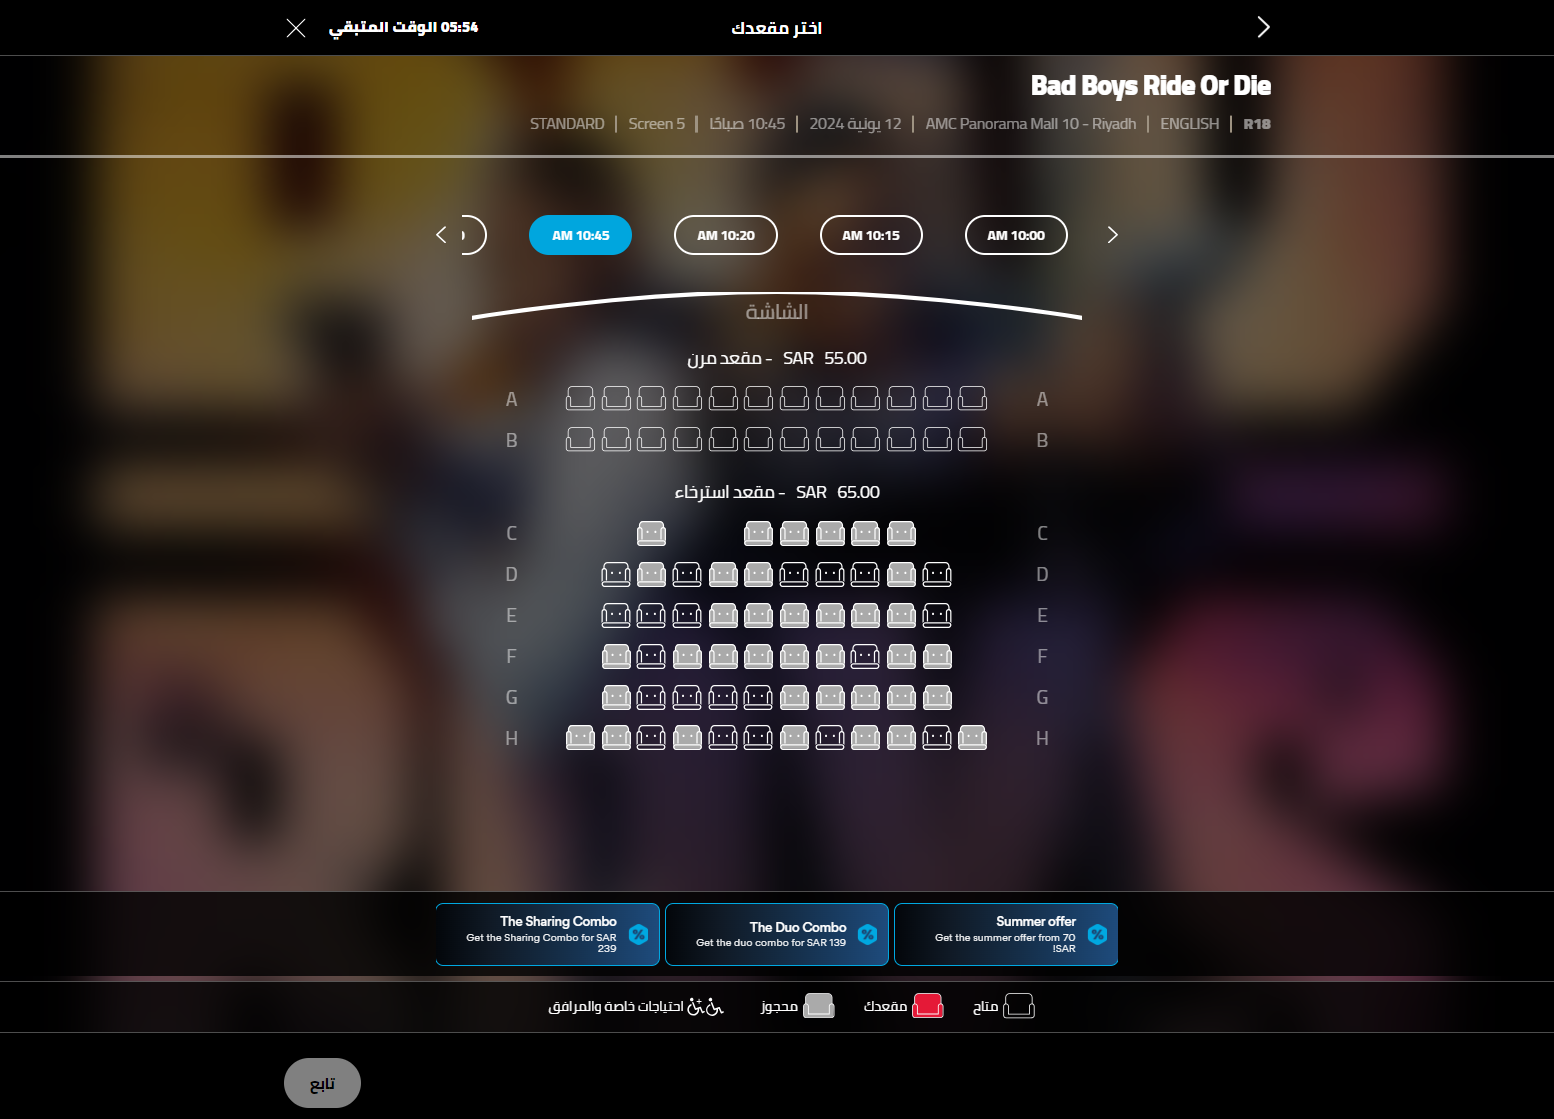 اختر مقعدك
05:54 الوقت المتبقي
Bad Boys Ride Or Die
R18 | ENGLISH | AMC Panorama Mall 10 - Riyadh | 12 يونية 2024 | 10:45 صباحًا | Screen 5 | STANDARD
AM 10:00
AM 10:15
AM 10:20
AM 10:45
الشاشة
مقعد مرن - SAR 55.00
A A
B B
مقعد استرخاء - SAR 65.00
C C
D D
E E
F F
G G
H H
Summer offer
Get the summer offer from 70
!SAR
The Duo Combo
Get the duo combo for SAR 139
The Sharing Combo
Get the Sharing Combo for SAR
239
متاح
مقعدك
محجوز
احتياجات خاصة والمرافق
تابع